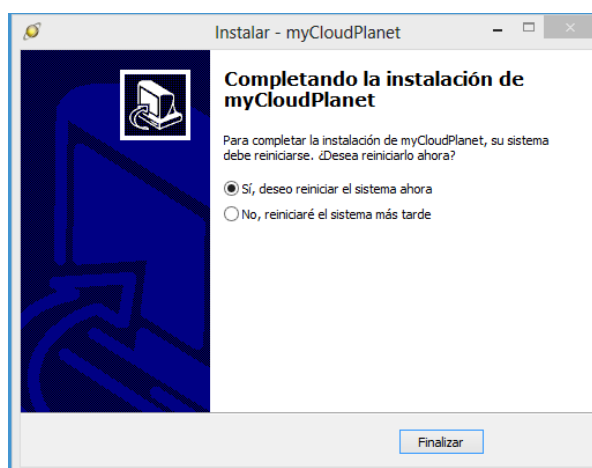 Instalar - myCloudPlanet
Completando la instalación de
myCloudPlanet
Para completar la instalación de myCloudPlanet, su sistema
debe reiniciarse. ¿Desea reiniciarlo ahora?
Sí, deseo reiniciar el sistema ahora
No, reiniciaré el sistema más tarde
Finalizar